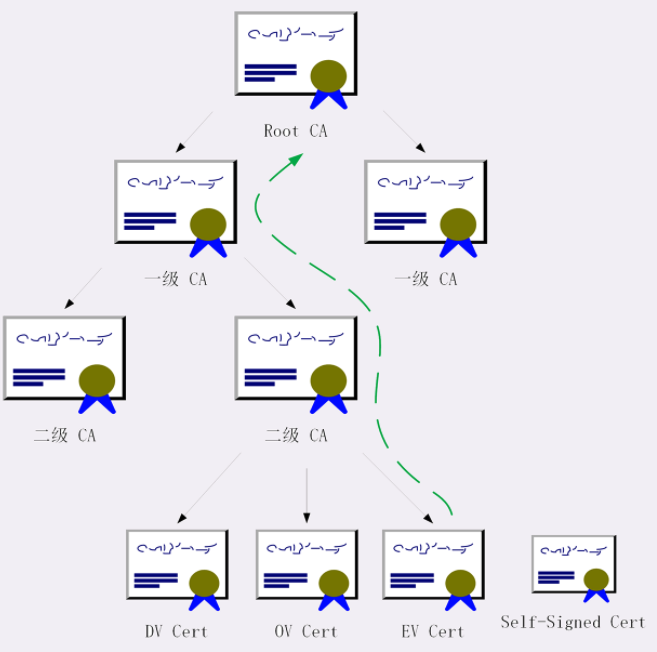 Root CA
一级 CA
一级 CA
二级 CA
二级 CA
DV Cert
OV Cert
EV Cert
Self-Signed Cert